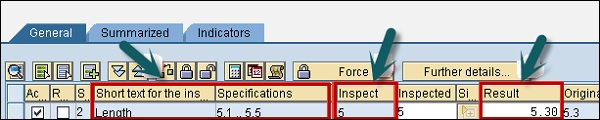 General Summarized Indicators
Force Further details...
Ac... R... S... Short text for the ins... Specifications Inspect Inspected Si... Result Origina
2 Length 5.1 .. 5.5 5 5 5.30 5.3